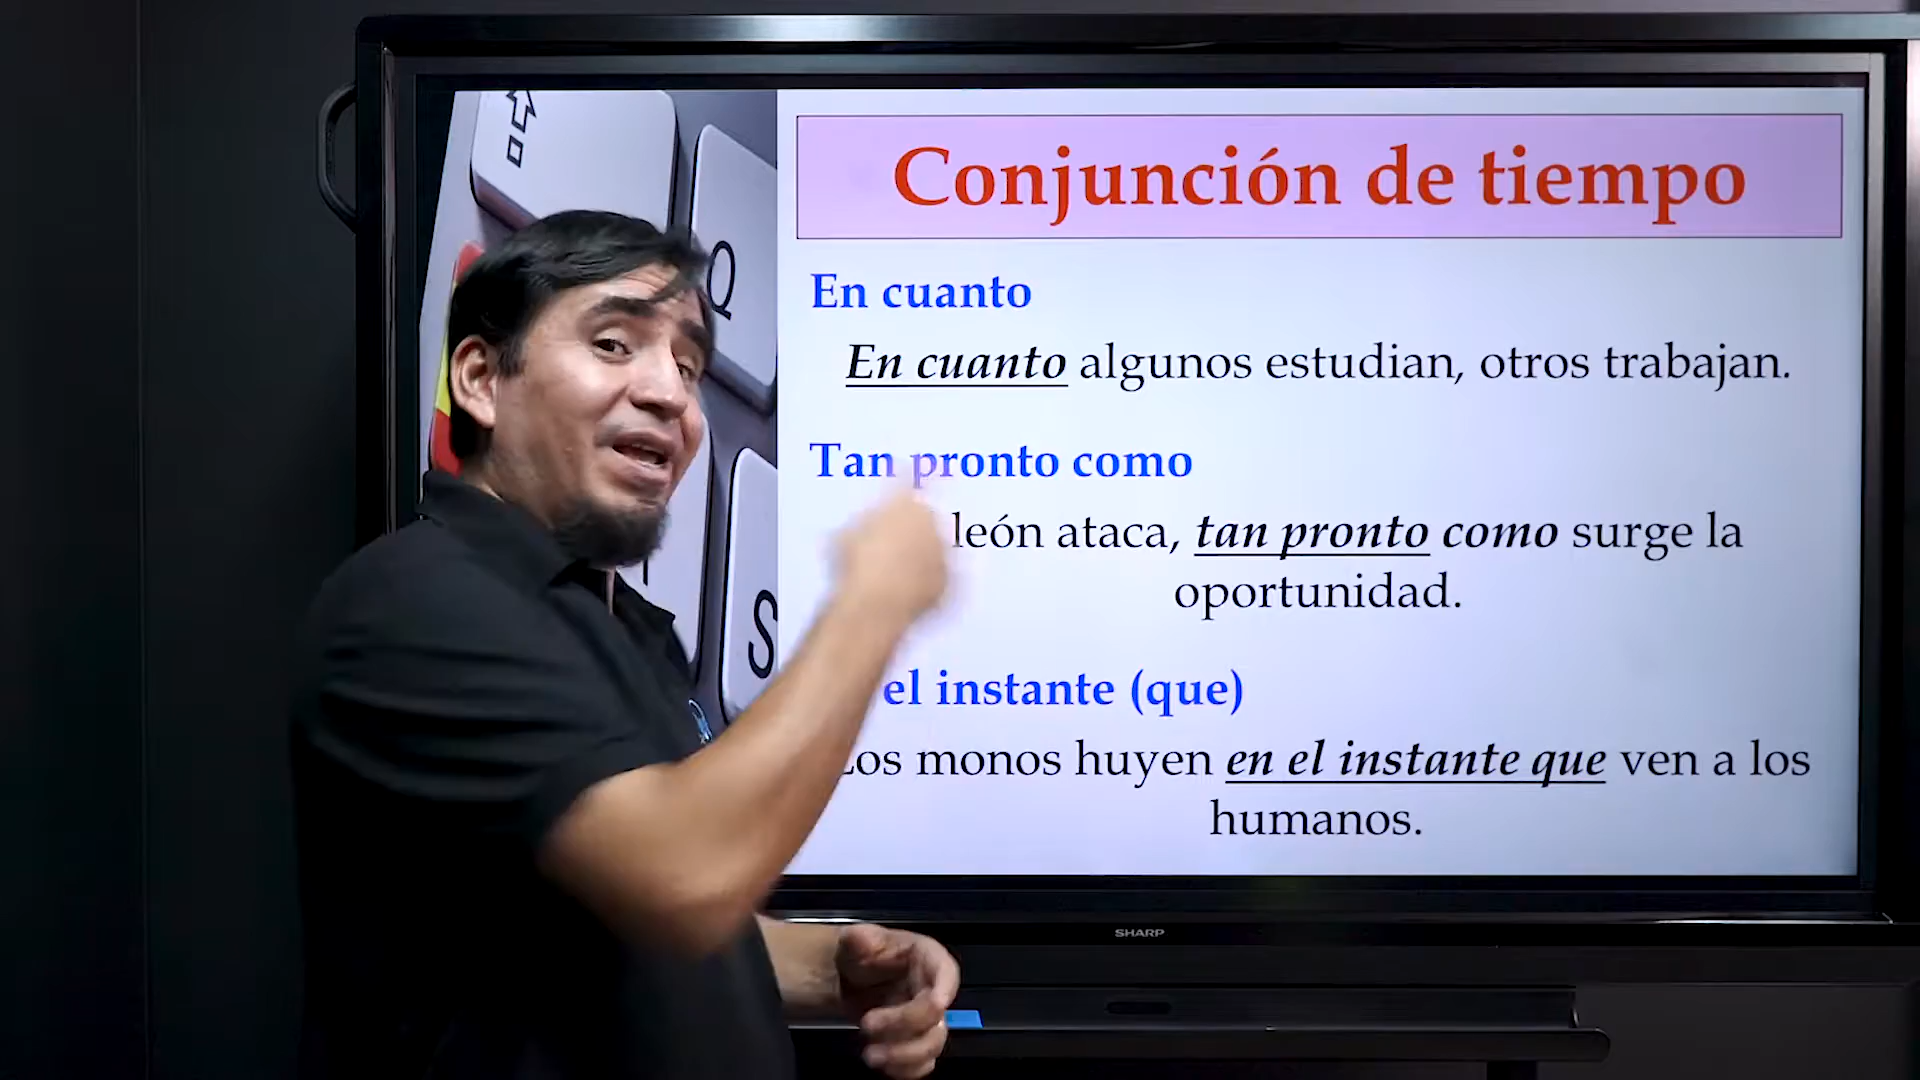 Conjunción de tiempo
Q
En cuanto
En cuanto algunos estudian, otros trabajan.
Tan pronto como
león ataca, tan pronto como surge la
oportunidad.
S
el instante (que)
Los monos huyen en el instante que ven a los
humanos.
SHARP